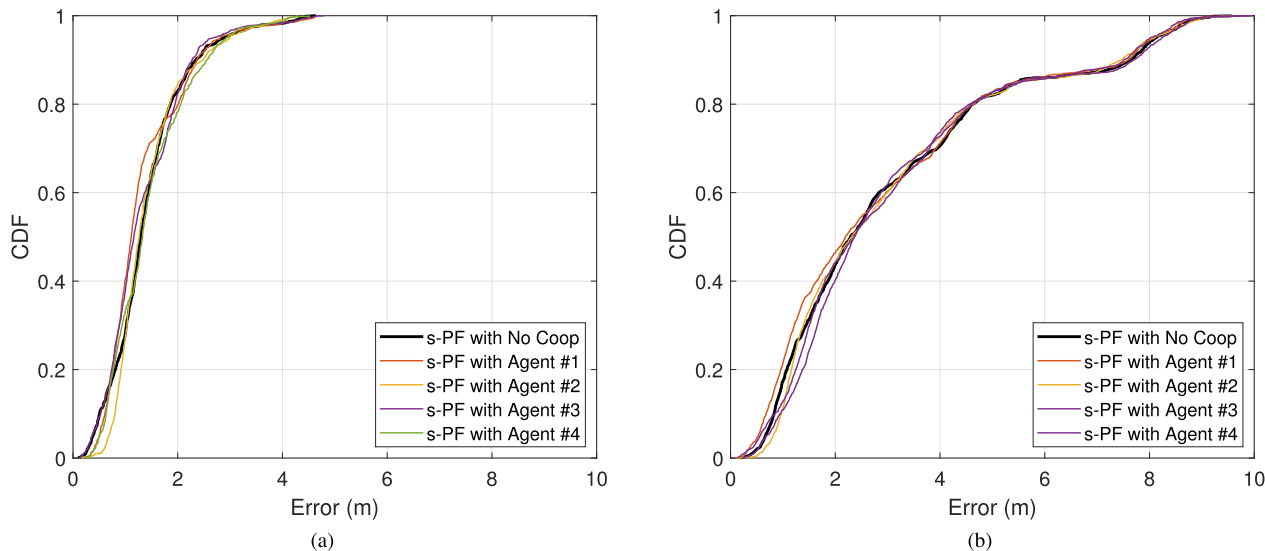 1
0.8
0.6
0.4
0.2
0
CDF
0 2 4 6 8 10
Error (m)
s-PF with No Coop
s-PF with Agent #1
s-PF with Agent #2
s-PF with Agent #3
s-PF with Agent #4
(a)
1
0.8
0.6
0.4
0.2
0
CDF
0 2 4 6 8 10
Error (m)
s-PF with No Coop
s-PF with Agent #1
s-PF with Agent #2
s-PF with Agent #3
s-PF with Agent #4
(b)